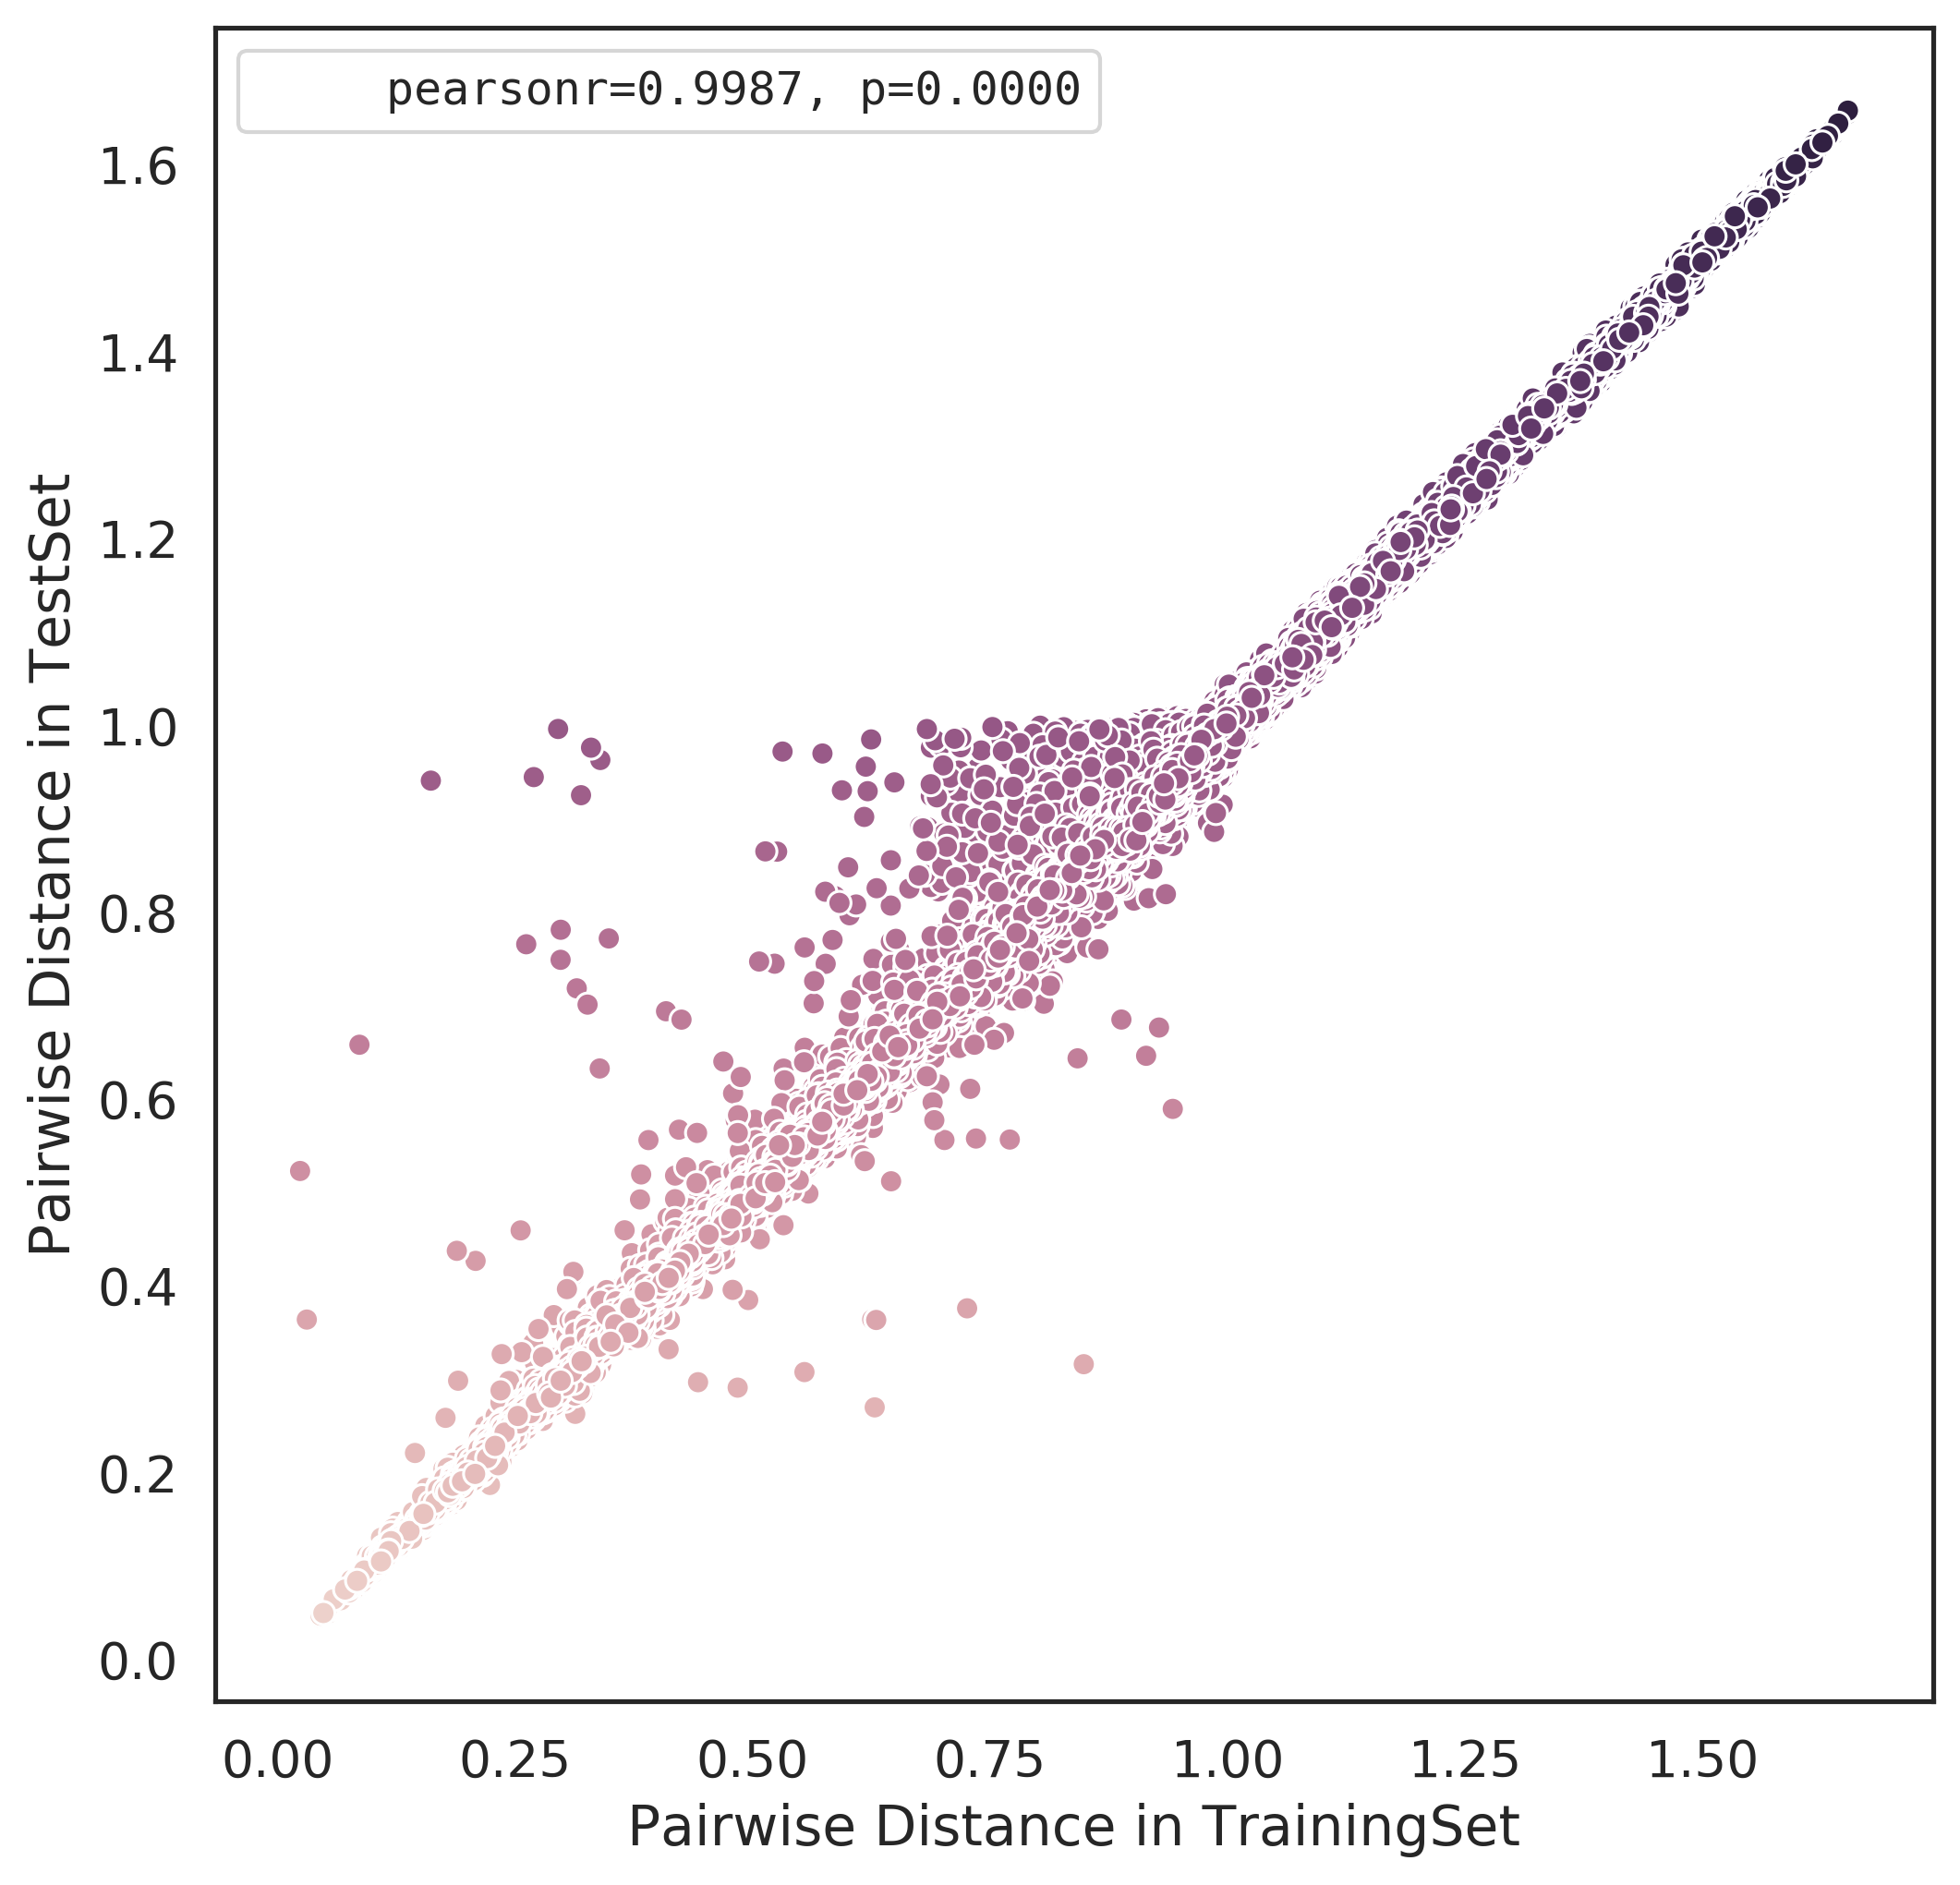 pearsonr=0.9987, p=0.0000
Pairwise Distance in TestSet
1.6
1.4
1.2
1.0
0.8
0.6
0.4
0.2
0.0
0.00 0.25 0.50 0.75 1.00 1.25 1.50
Pairwise Distance in TrainingSet